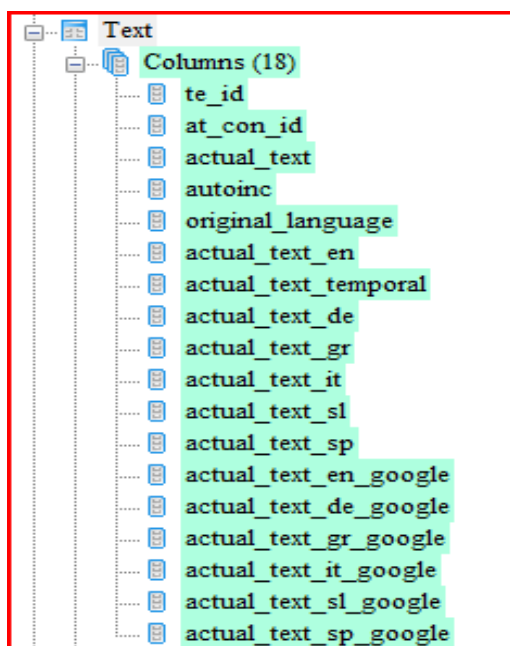 Text
Columns (18)
te_id
at_con_id
actual_text
autoinc
original_language
actual_text_en
actual_text_temporal
actual_text_de
actual_text_gr
actual_text_it
actual_text_sl
actual_text_sp
actual_text_en_google
actual_text_de_google
actual_text_gr_google
actual_text_it_google
actual_text_sl_google
actual_text_sp_google